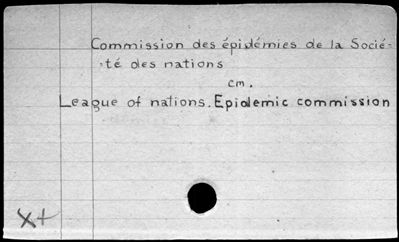 Commission des épidémies de la Socié-
té des nations
cm.
League of nations. Epidemic commission
X+